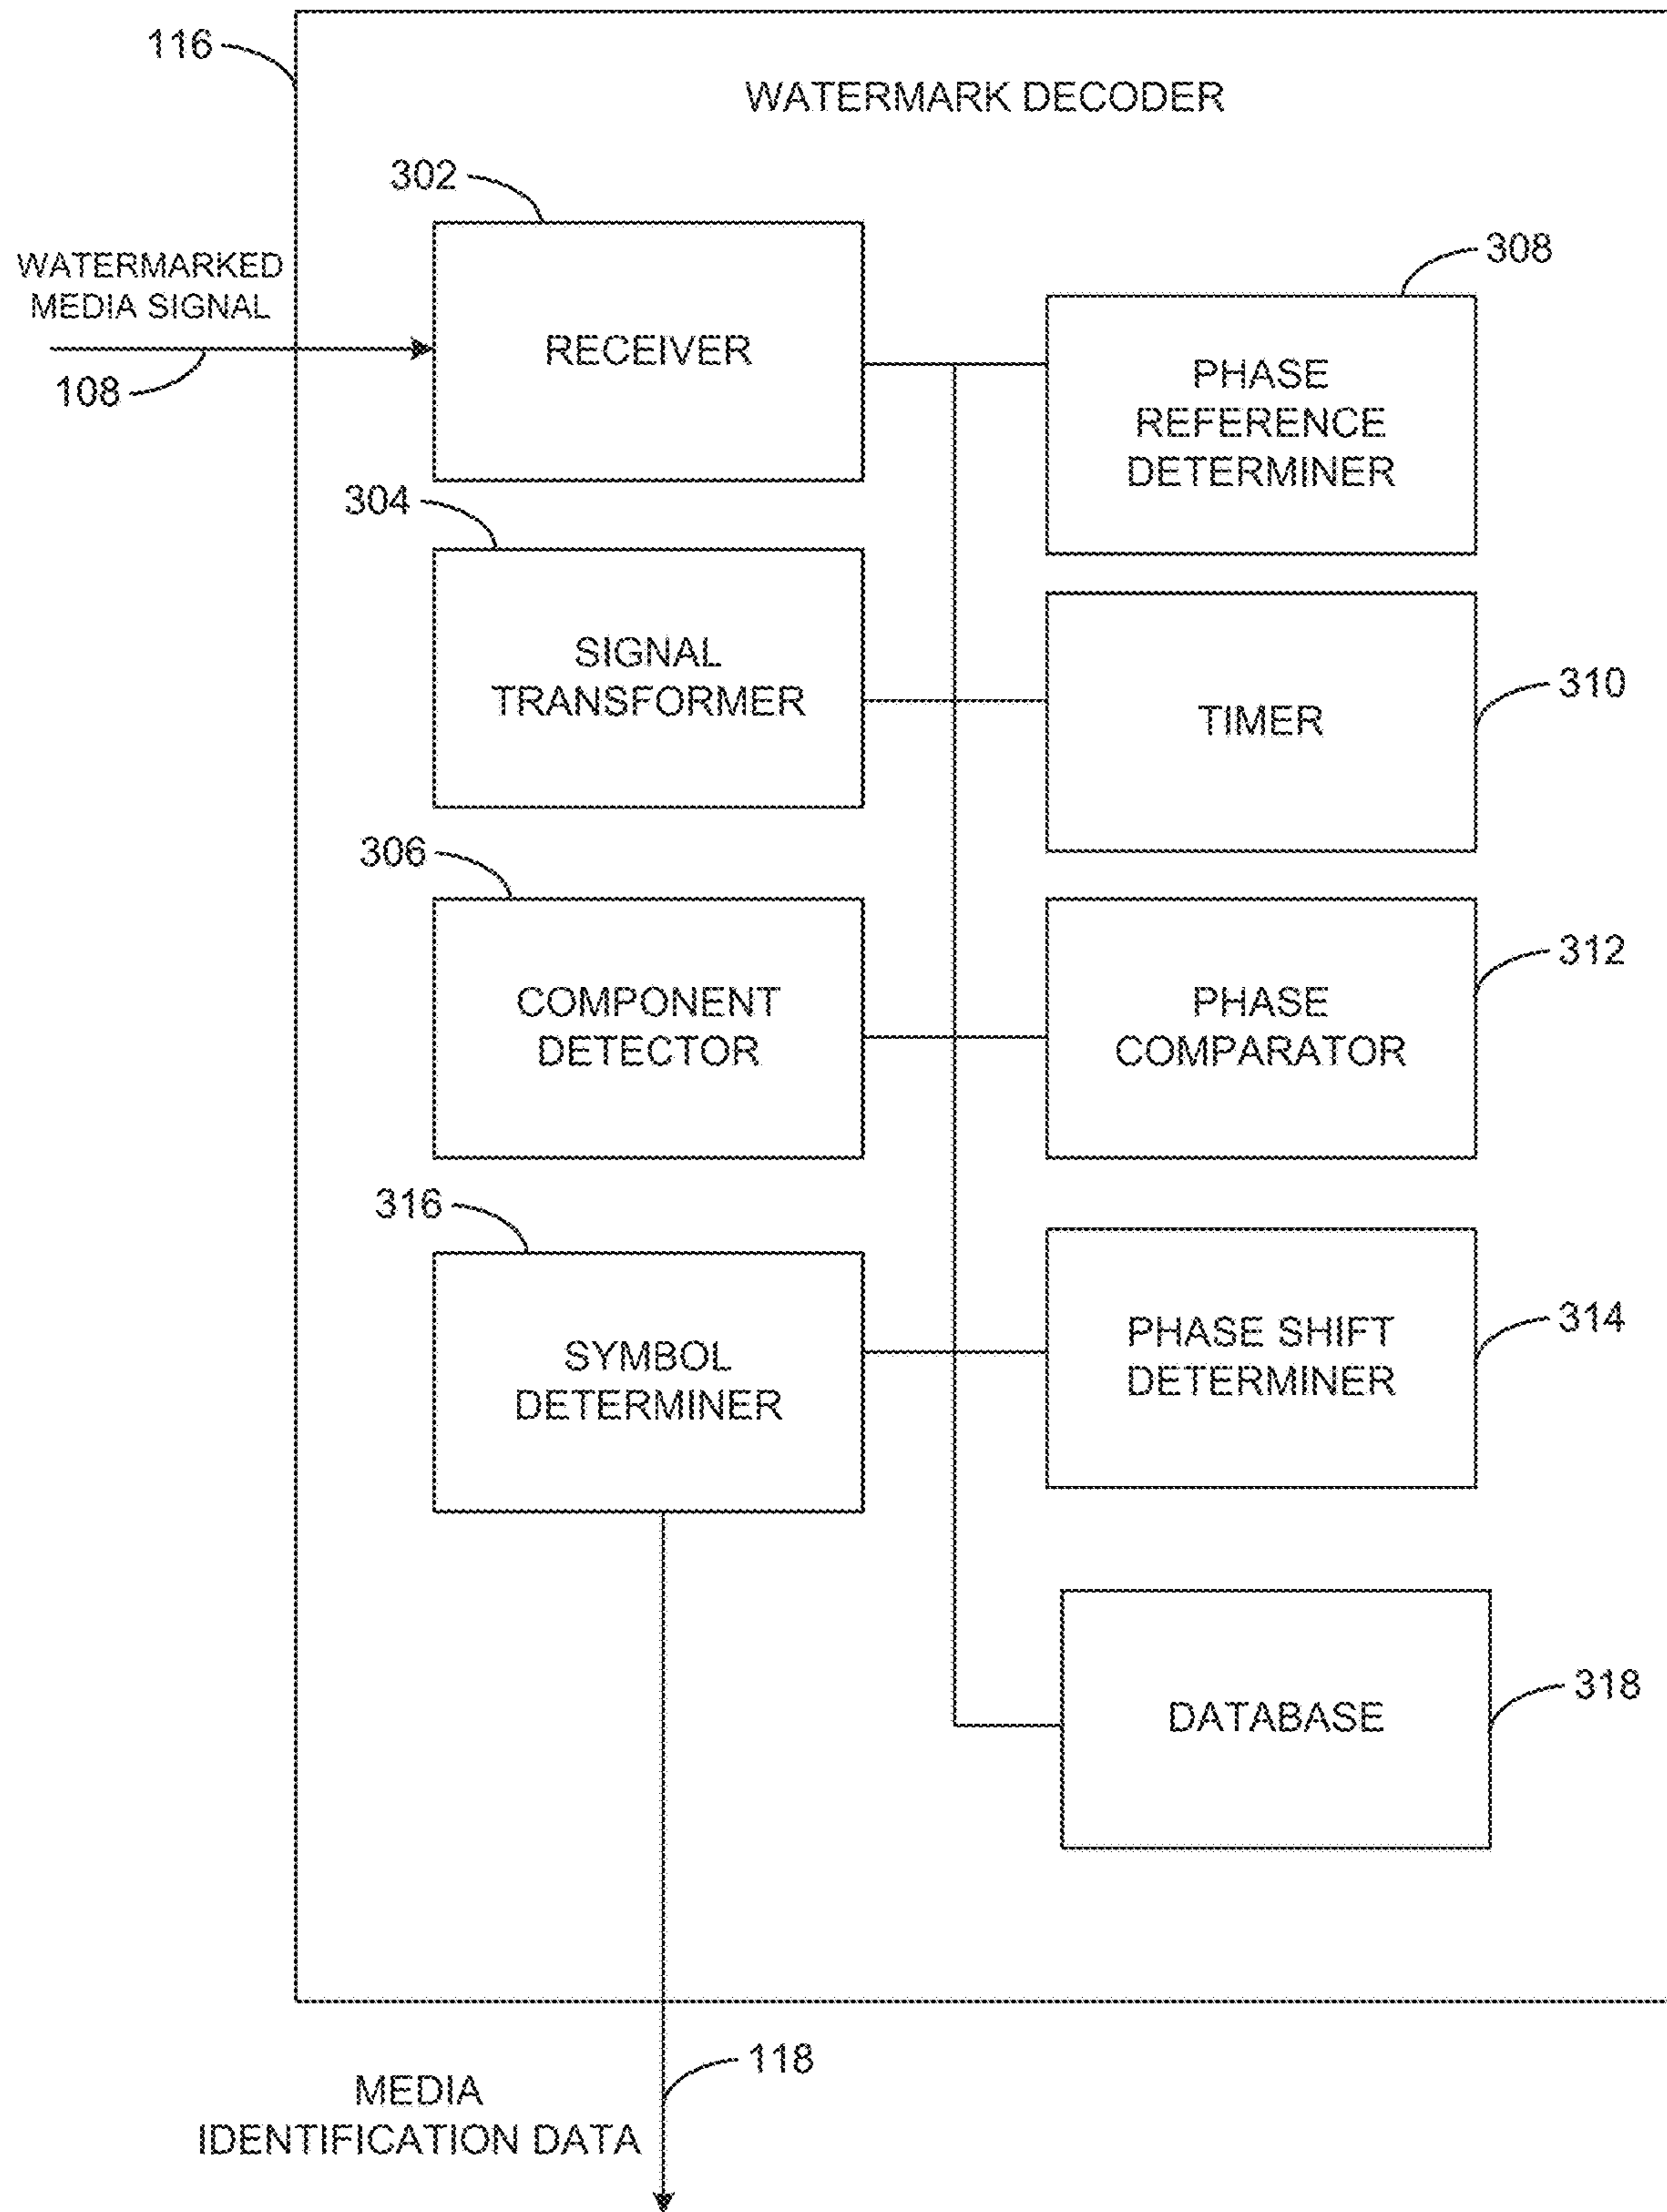 116
WATERMARK DECODER
302
308
WATERMARKED
MEDIA SIGNAL
108
RECEIVER
PHASE
REFERENCE
DETERMINER
304
SIGNAL
TRANSFORMER
310
TIMER
306
COMPONENT
DETECTOR
312
PHASE
COMPARATOR
316
SYMBOL
DETERMINER
314
PHASE SHIFT
DETERMINER
318
DATABASE
118
MEDIA
IDENTIFICATION DATA